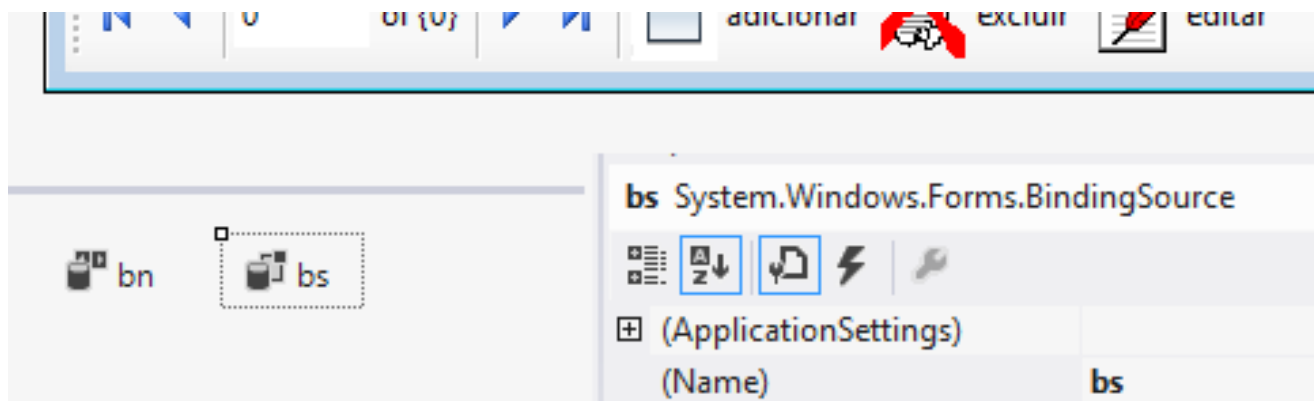 0 of {0} adicionar excluir editar
bs System.Windows.Forms.BindingSource
bn bs
(ApplicationSettings)
(Name) bs